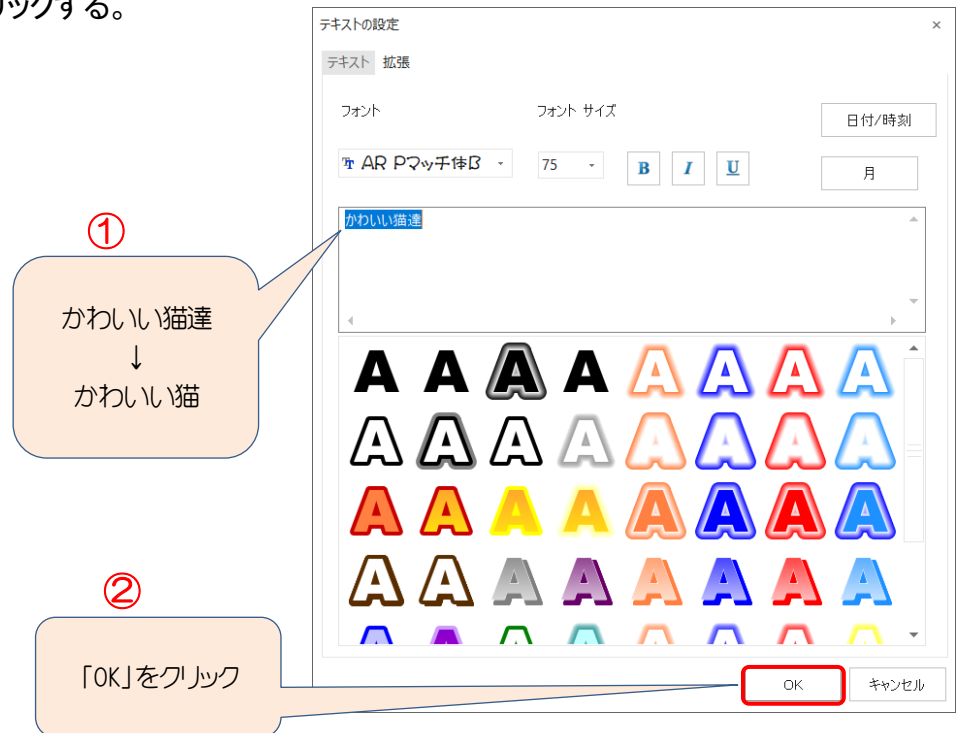 ックする。
テキストの設定
×
テキスト 拡張
フォント フォント サイズ 日付/時刻
AR Pマッチ体B 75 B I U 月
かわいい猫達
①
かわいい猫達
↓
かわいい猫
A A A A A A A A
A A A A A A A A
A A A A A A A A
A A A A A A A A
A A A A A A A A
②
「OK」をクリック
OK キャンセル